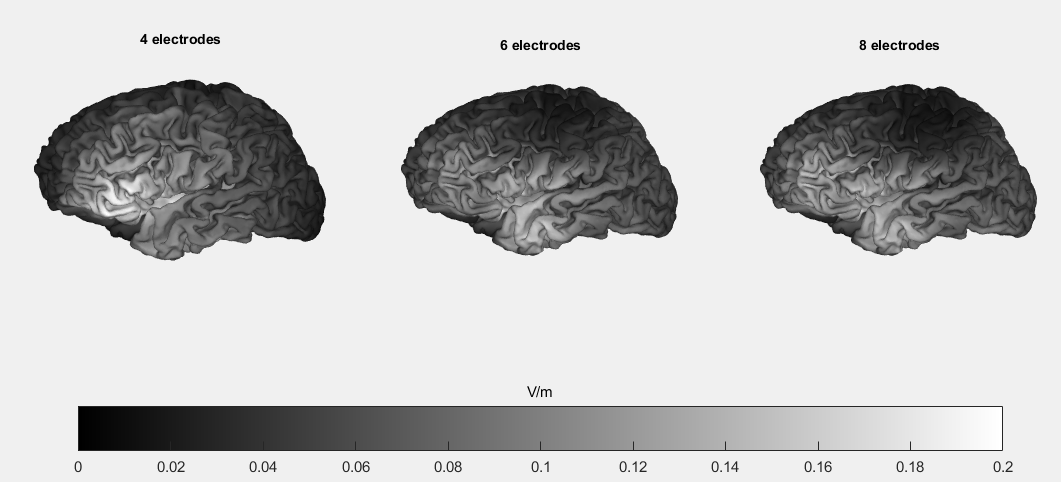 4 electrodes
6 electrodes
8 electrodes
V/m
0 0.02 0.04 0.06 0.08 0.1 0.12 0.14 0.16 0.18 0.2